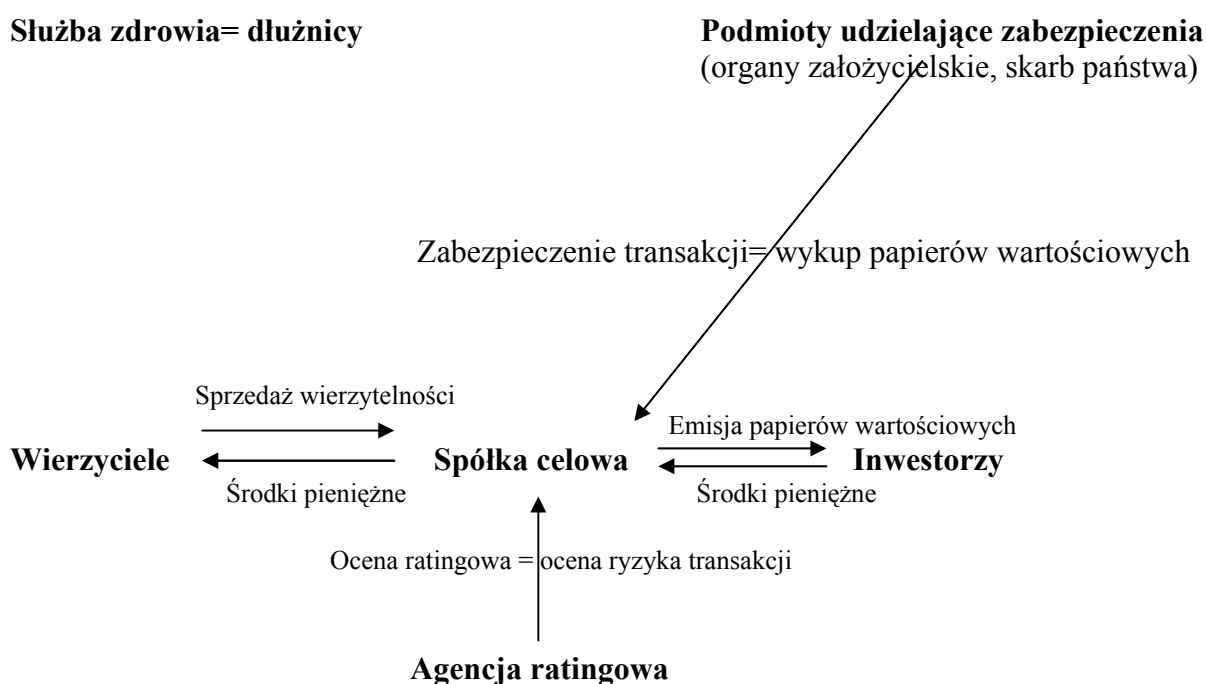 Służba zdrowia= dłużnicy
Podmioty udzielające zabezpieczenia
(organy założycielskie, skarb państwa)
Zabezpieczenie transakcji= wykup papierów wartościowych
Sprzedaż wierzytelności
Emisja papierów wartościowych
Wierzyciele
Spółka celowa
Inwestorzy
Środki pieniężne
Środki pieniężne
Ocena ratingowa = ocena ryzyka transakcji
Agencja ratingowa